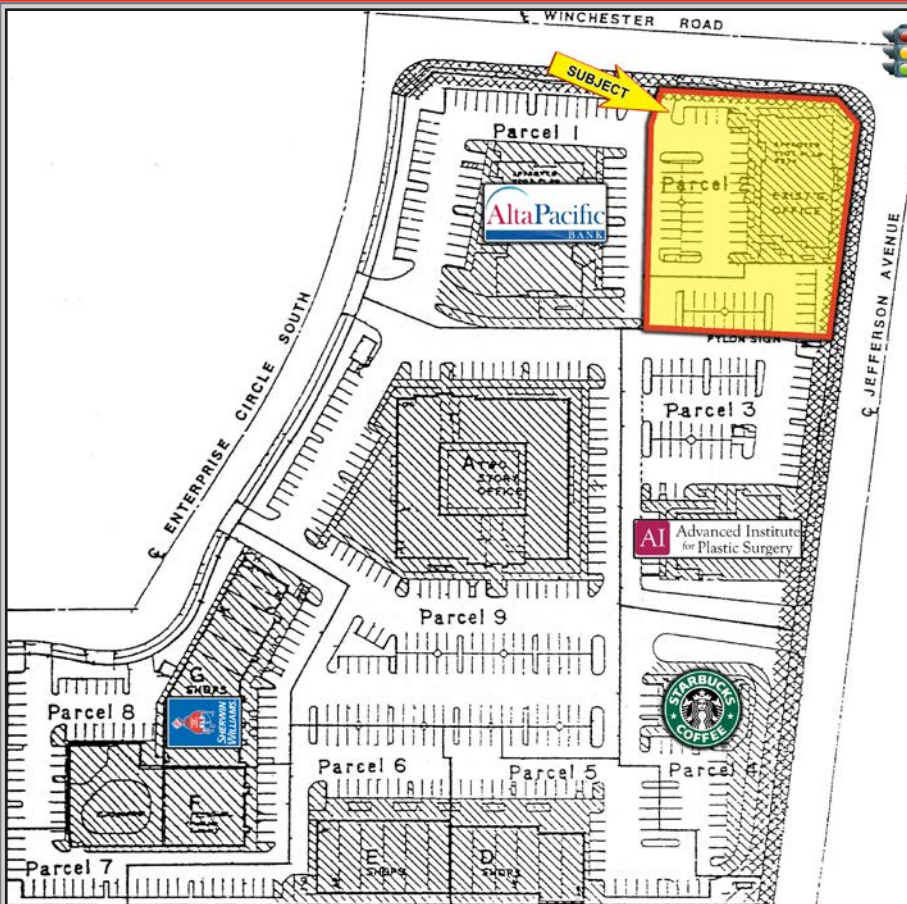 ℄ WINCHESTER ROAD
SUBJECT
Parcel 1
Parcel 2
AltaPacific
BANK
OFFICE
℄ JEFFERSON AVENUE
PYLON SIGN
℄ ENTERPRISE CIRCLE SOUTH
Parcel 3
A TWO
STORY
OFFICE
AI Advanced Institute
for Plastic Surgery
Parcel 9
G
SHOPS
SHERWIN
WILLIAMS.
STARBUCKS
COFFEE
Parcel 8
Parcel 6
Parcel 5
Parcel 4
F
E
SHOPS
D
SHOPS
Parcel 7